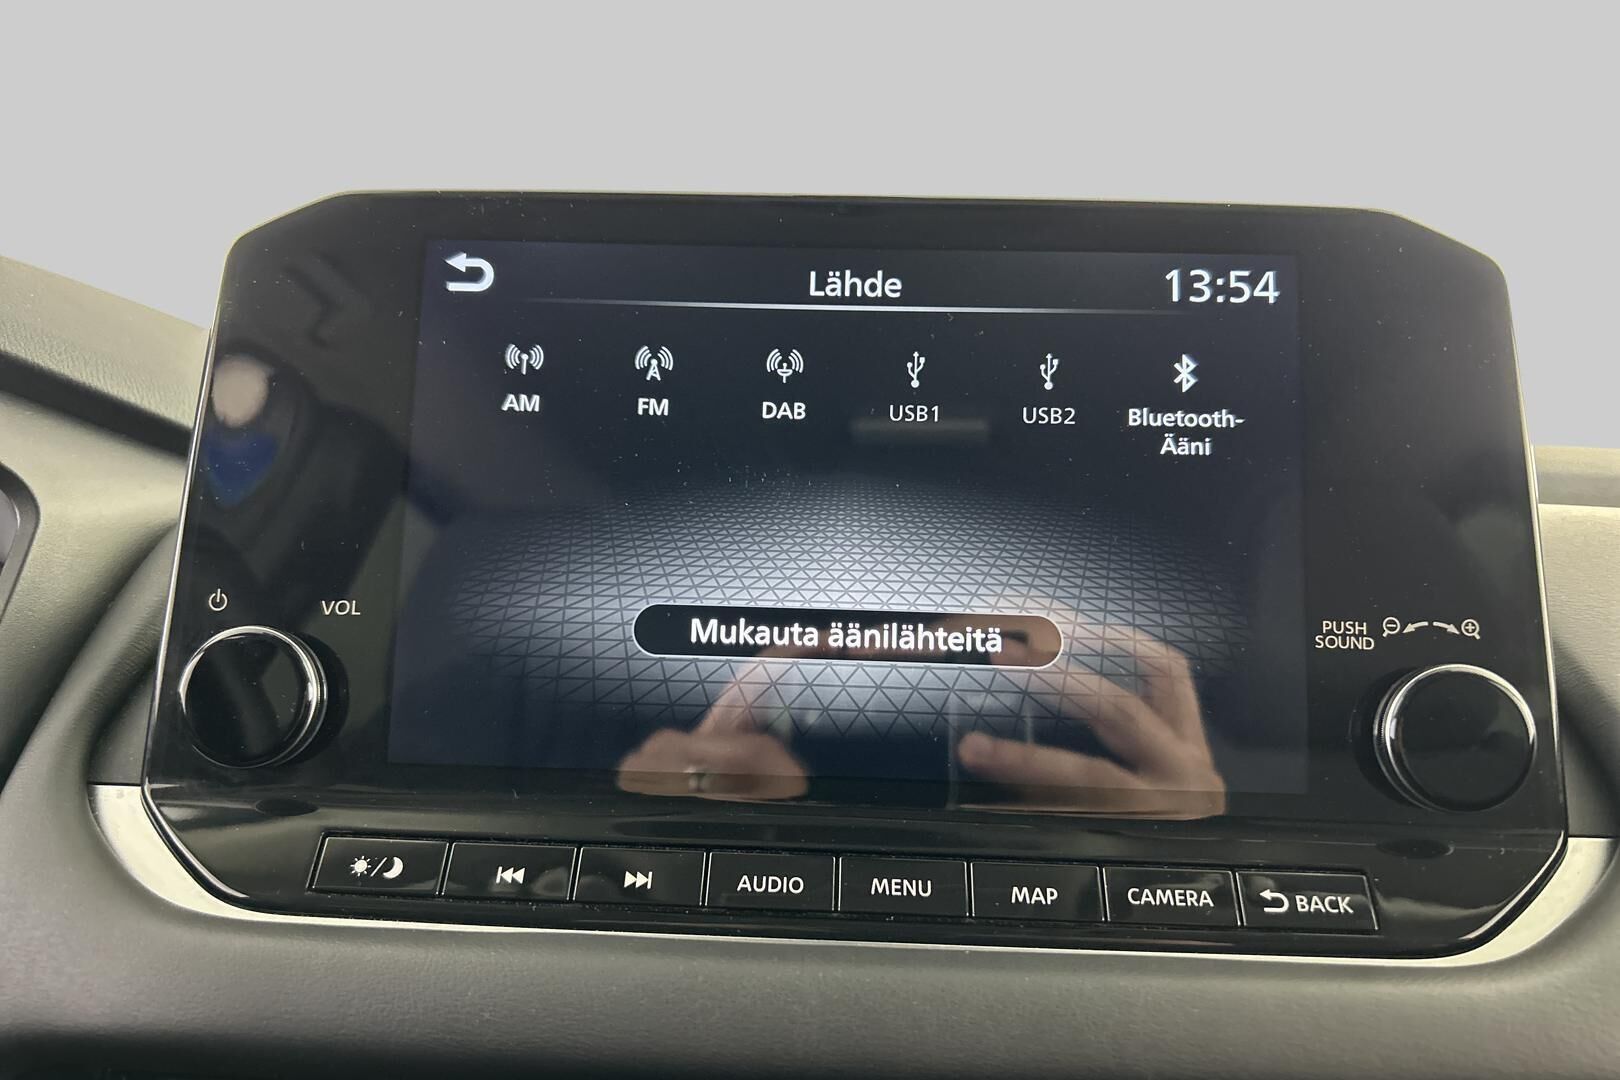 Lähde
13:54
AM
FM
DAB
USB1
USB2
Bluetooth-
Ääni
Mukauta äänilähteitä
VOL
PUSH
SOUND
AUDIO
MENU
MAP
CAMERA
BACK